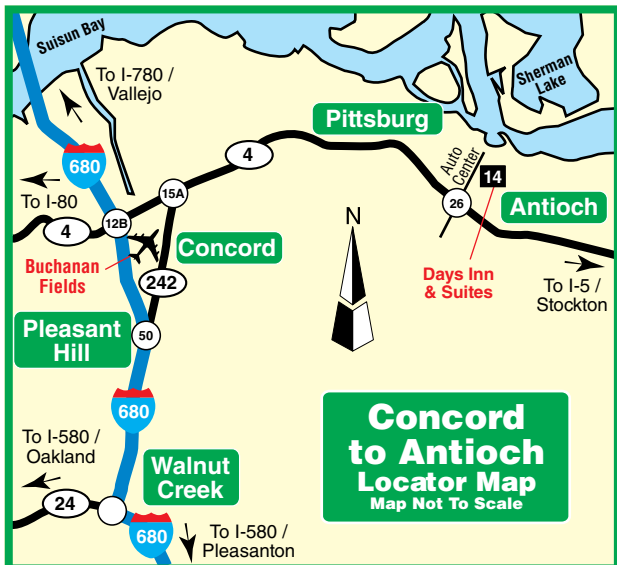 Suisun Bay
Sherman
Lake
To I-780 /
Vallejo
Pittsburg
4
680
Auto
Center
14
15A
To I-80
26
Antioch
4
12B
N
Concord
Buchanan
Fields
242
Days Inn
& Suites
To I-5 /
Stockton
Pleasant
Hill
50
680
Concord
to Antioch
Locator Map
Map Not To Scale
To I-580 /
Oakland
Walnut
Creek
24
680
To I-580 /
Pleasanton